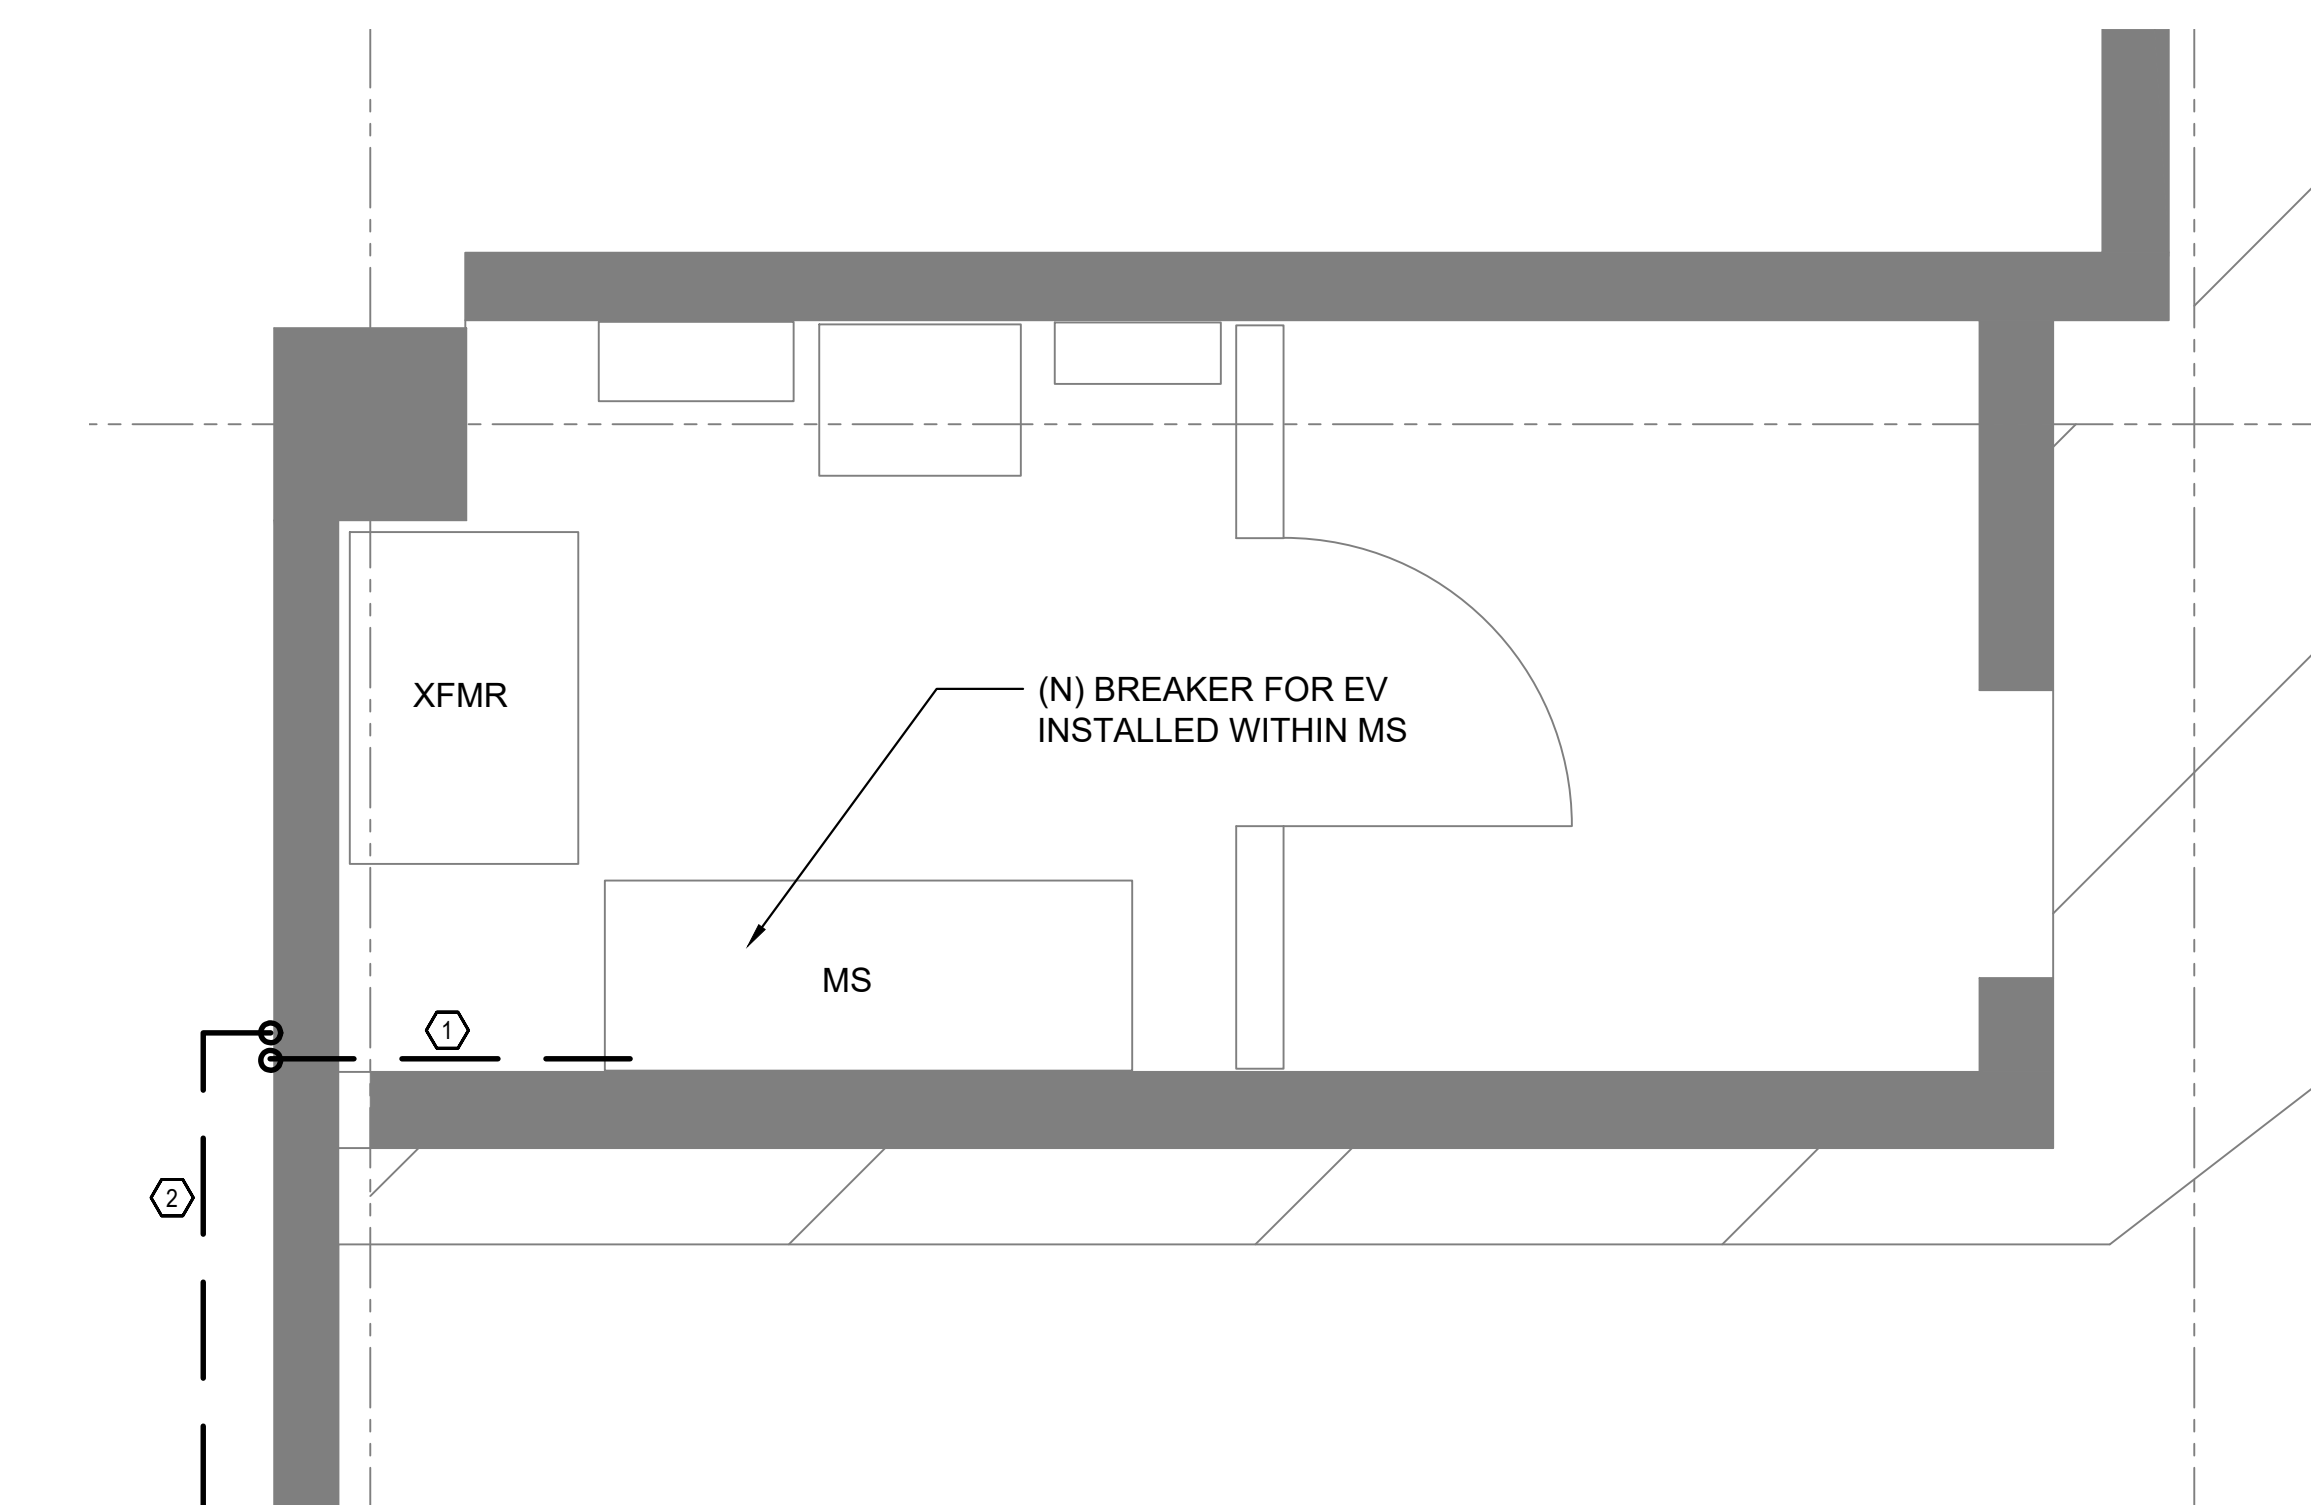 XFMR
(N) BREAKER FOR EV
INSTALLED WITHIN MS
MS
1
2